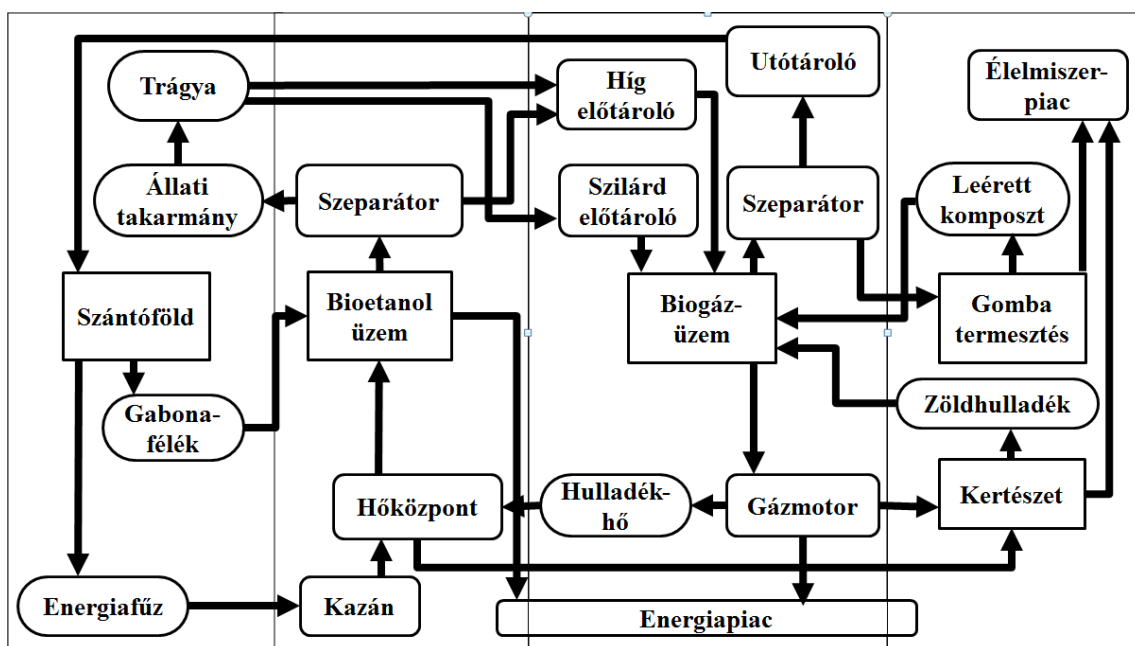 Utótároló
Trágya
Híg
előtároló
Élelmiszer-
piac
Állati
takarmány
Szeparátor
Szilárd
előtároló
Szeparátor
Leérett
komposzt
Szántóföld
Bioetanol
üzem
Biogáz-
üzem
Gomba
termesztés
Gabona-
félék
Zöldhulladék
Hőközpont
Hulladék-
hő
Gázmotor
Kertészet
Energiafűz
Kazán
Energiapiac